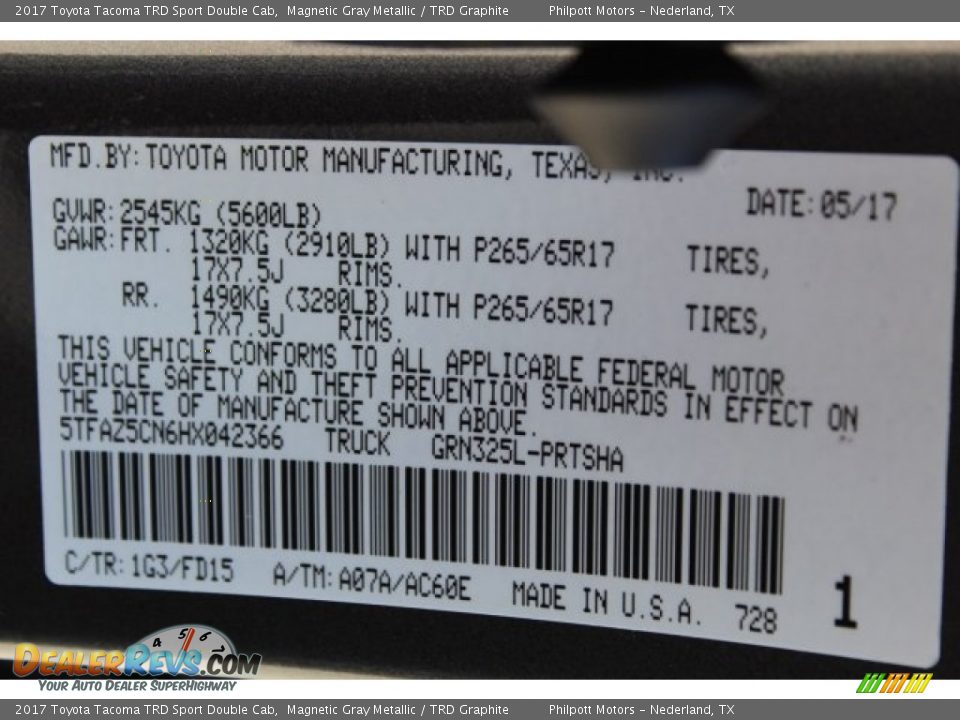 2017 Toyota Tacoma TRD Sport Double Cab, Magnetic Gray Metallic / TRD Graphite Philpott Motors - Nederland, TX
MFD.BY:TOYOTA MOTOR MANUFACTURING, TEXAS, INC.
DATE:05/17
GVWR:2545KG (5600LB)
GAWR:FRT. 1320KG (2910LB) WITH P265/65R17 TIRES,
17X7.5J RIMS.
RR. 1490KG (3280LB) WITH P265/65R17 TIRES,
17X7.5J RIMS.
THIS VEHICLE CONFORMS TO ALL APPLICABLE FEDERAL MOTOR
VEHICLE SAFETY AND THEFT PREVENTION STANDARDS IN EFFECT ON
THE DATE OF MANUFACTURE SHOWN ABOVE.
5TFAZ5CN6HX042366 TRUCK GRN325L-PRTSHA
C/TR:1G3/FD15 A/TM:A07A/AC60E MADE IN U.S.A. 728 1
4 5 6
DEALERREVS.COM
YOUR AUTO DEALER SUPERHIGHWAY
2017 Toyota Tacoma TRD Sport Double Cab, Magnetic Gray Metallic / TRD Graphite Philpott Motors - Nederland, TX